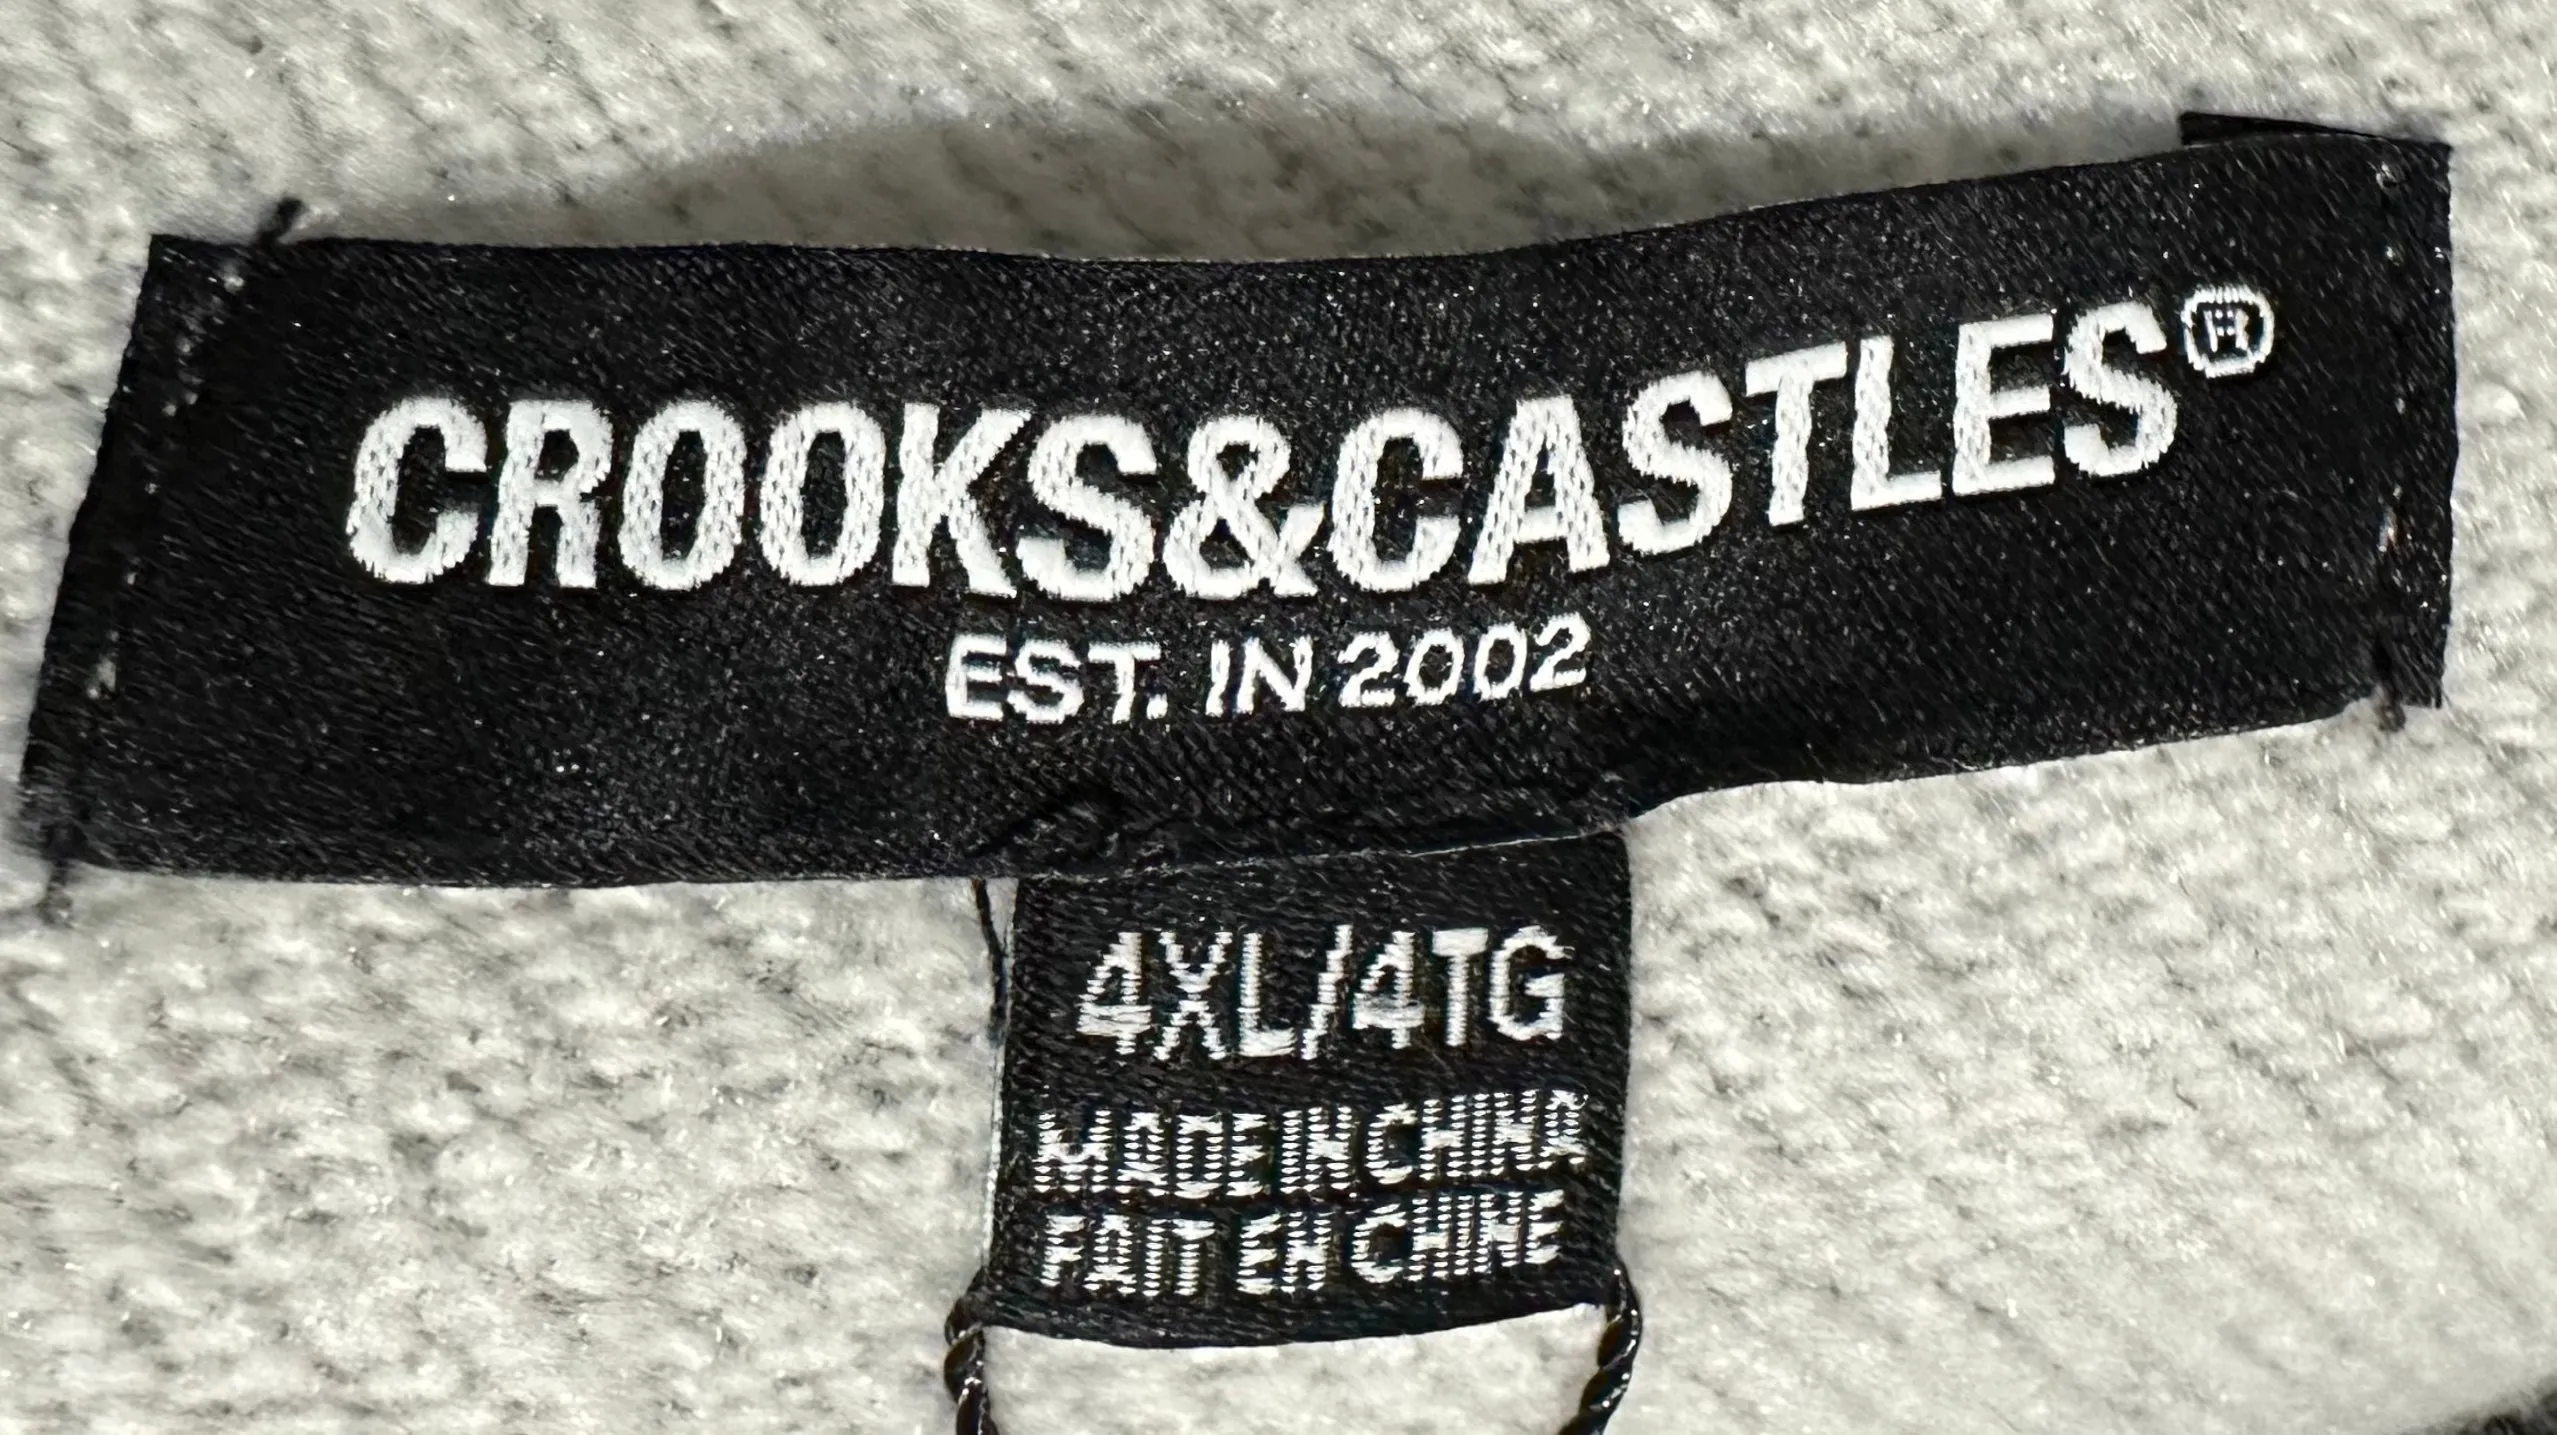 CROOKS&CASTLES®
EST. IN 2002
4XL/4TG
MADE IN CHINA
FAIT EN CHINE